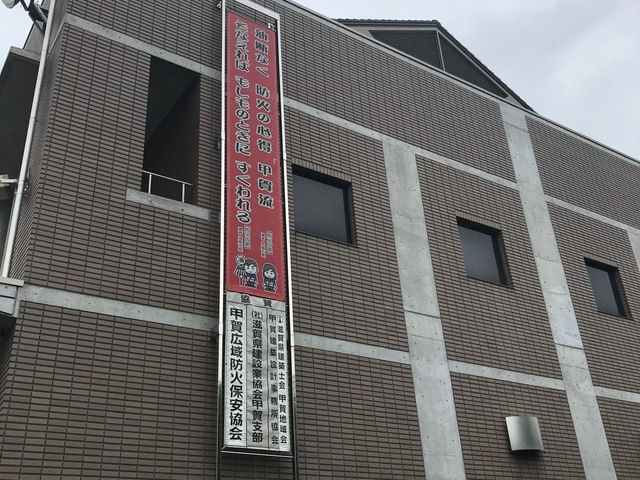 油断なく 防火の心得 甲賀流
そなえれば もしものときに すくわれる
協賛
(社)滋賀県建築士会 甲賀地域会
甲賀建築設計事務所協会
(社)滋賀県建設業協会甲賀支部
甲賀広域防火保安協会